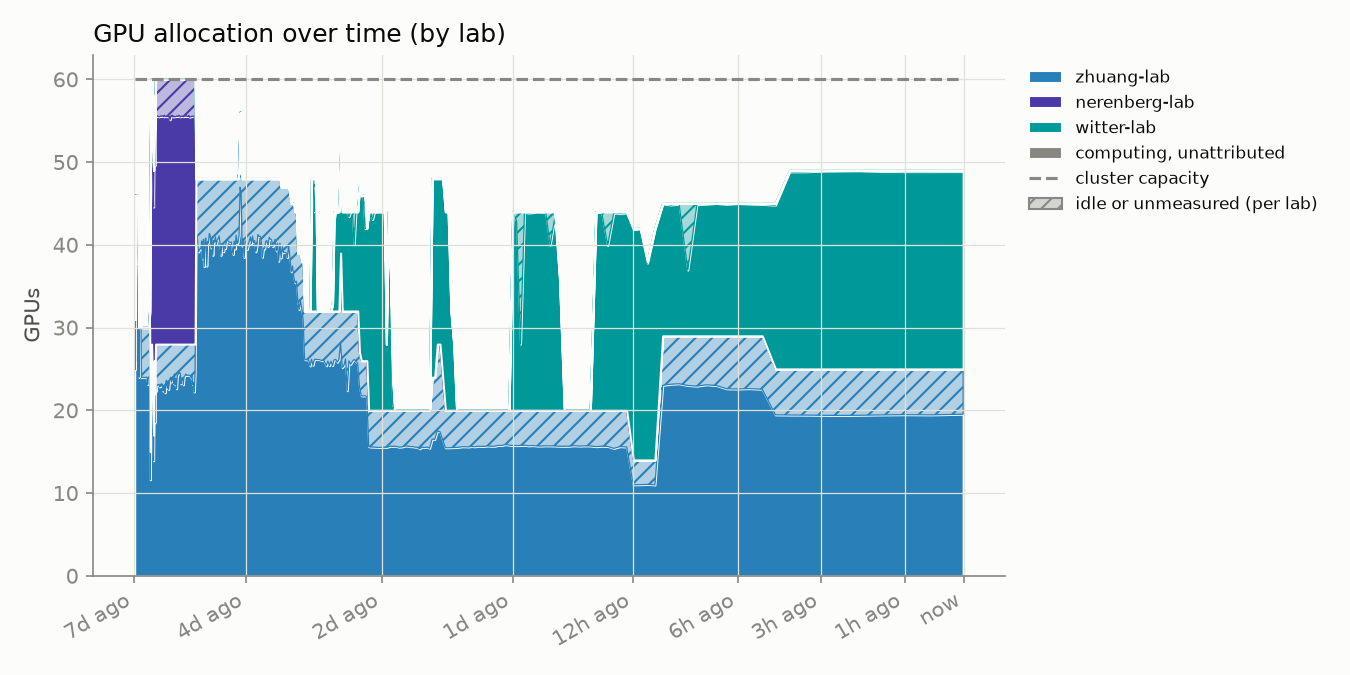 GPU allocation over time (by lab)
GPUs
60
50
40
30
20
10
0
7d ago
4d ago
2d ago
1d ago
12h ago
6h ago
3h ago
1h ago
now
zhuang-lab
nerenberg-lab
witter-lab
computing, unattributed
cluster capacity
idle or unmeasured (per lab)